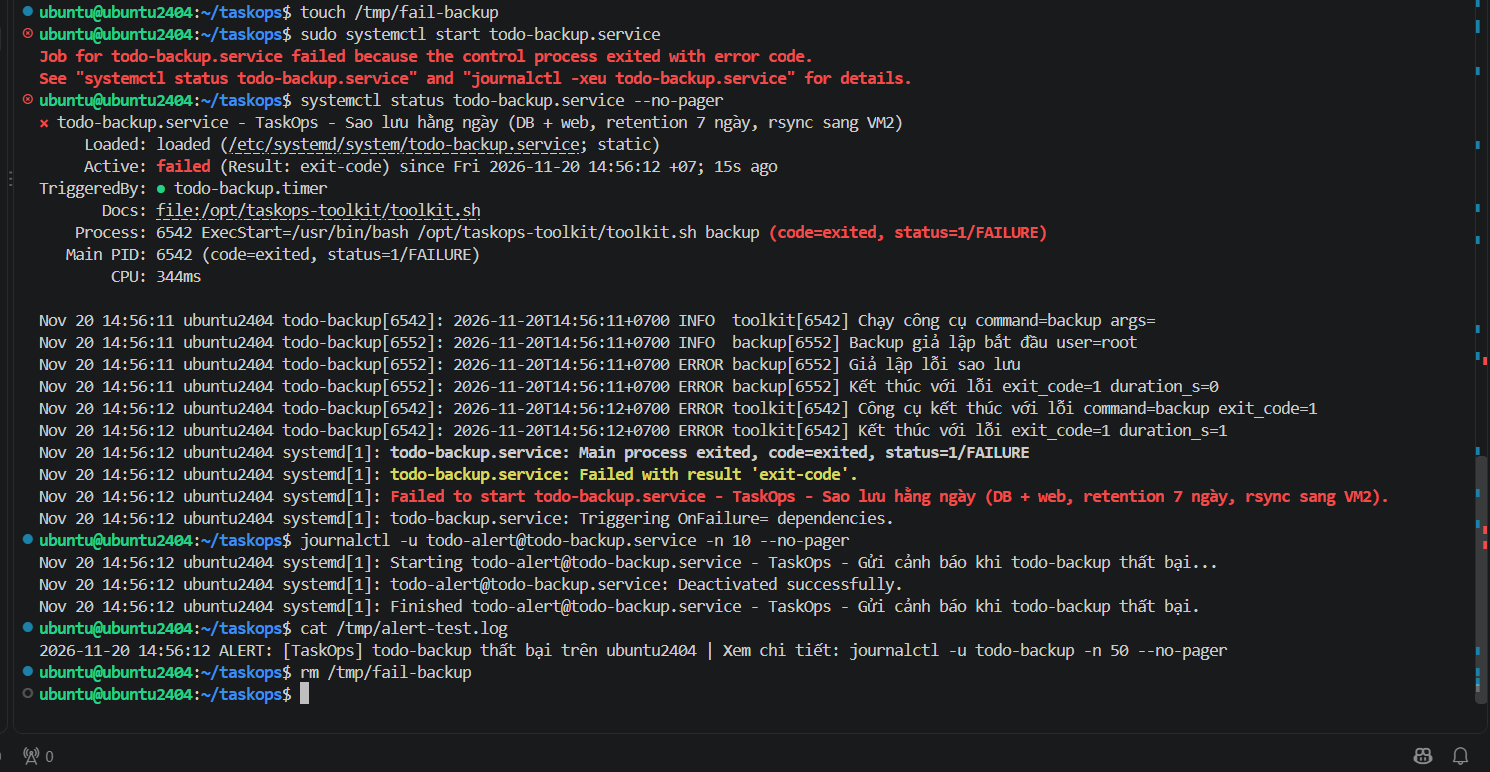 ubuntu@ubuntu2404:~/taskops$ touch /tmp/fail-backup
ubuntu@ubuntu2404:~/taskops$ sudo systemctl start todo-backup.service
Job for todo-backup.service failed because the control process exited with error code.
See "systemctl status todo-backup.service" and "journalctl -xeu todo-backup.service" for details.
ubuntu@ubuntu2404:~/taskops$ systemctl status todo-backup.service --no-pager
× todo-backup.service - TaskOps - Sao lưu hằng ngày (DB + web, retention 7 ngày, rsync sang VM2)
Loaded: loaded (/etc/systemd/system/todo-backup.service; static)
Active: failed (Result: exit-code) since Fri 2026-11-20 14:56:12 +07; 15s ago
TriggeredBy: ● todo-backup.timer
Docs: file:/opt/taskops-toolkit/toolkit.sh
Process: 6542 ExecStart=/usr/bin/bash /opt/taskops-toolkit/toolkit.sh backup (code=exited, status=1/FAILURE)
Main PID: 6542 (code=exited, status=1/FAILURE)
CPU: 344ms
Nov 20 14:56:11 ubuntu2404 todo-backup[6542]: 2026-11-20T14:56:11+0700 INFO  toolkit[6542] Chạy công cụ command=backup args=
Nov 20 14:56:11 ubuntu2404 todo-backup[6552]: 2026-11-20T14:56:11+0700 INFO  backup[6552] Backup giả lập bắt đầu user=root
Nov 20 14:56:11 ubuntu2404 todo-backup[6552]: 2026-11-20T14:56:11+0700 ERROR backup[6552] Giả lập lỗi sao lưu
Nov 20 14:56:11 ubuntu2404 todo-backup[6552]: 2026-11-20T14:56:11+0700 ERROR backup[6552] Kết thúc với lỗi exit_code=1 duration_s=0
Nov 20 14:56:12 ubuntu2404 todo-backup[6542]: 2026-11-20T14:56:12+0700 ERROR toolkit[6542] Công cụ kết thúc với lỗi command=backup exit_code=1
Nov 20 14:56:12 ubuntu2404 todo-backup[6542]: 2026-11-20T14:56:12+0700 ERROR toolkit[6542] Kết thúc với lỗi exit_code=1 duration_s=1
Nov 20 14:56:12 ubuntu2404 systemd[1]: todo-backup.service: Main process exited, code=exited, status=1/FAILURE
Nov 20 14:56:12 ubuntu2404 systemd[1]: todo-backup.service: Failed with result 'exit-code'.
Nov 20 14:56:12 ubuntu2404 systemd[1]: Failed to start todo-backup.service - TaskOps - Sao lưu hằng ngày (DB + web, retention 7 ngày, rsync sang VM2).
Nov 20 14:56:12 ubuntu2404 systemd[1]: todo-backup.service: Triggering OnFailure= dependencies.
ubuntu@ubuntu2404:~/taskops$ journalctl -u todo-alert@todo-backup.service -n 10 --no-pager
Nov 20 14:56:12 ubuntu2404 systemd[1]: Starting todo-alert@todo-backup.service - TaskOps - Gửi cảnh báo khi todo-backup thất bại...
Nov 20 14:56:12 ubuntu2404 systemd[1]: todo-alert@todo-backup.service: Deactivated successfully.
Nov 20 14:56:12 ubuntu2404 systemd[1]: Finished todo-alert@todo-backup.service - TaskOps - Gửi cảnh báo khi todo-backup thất bại.
ubuntu@ubuntu2404:~/taskops$ cat /tmp/alert-test.log
2026-11-20 14:56:12 ALERT: [TaskOps] todo-backup thất bại trên ubuntu2404 | Xem chi tiết: journalctl -u todo-backup -n 50 --no-pager
ubuntu@ubuntu2404:~/taskops$ rm /tmp/fail-backup
ubuntu@ubuntu2404:~/taskops$
0